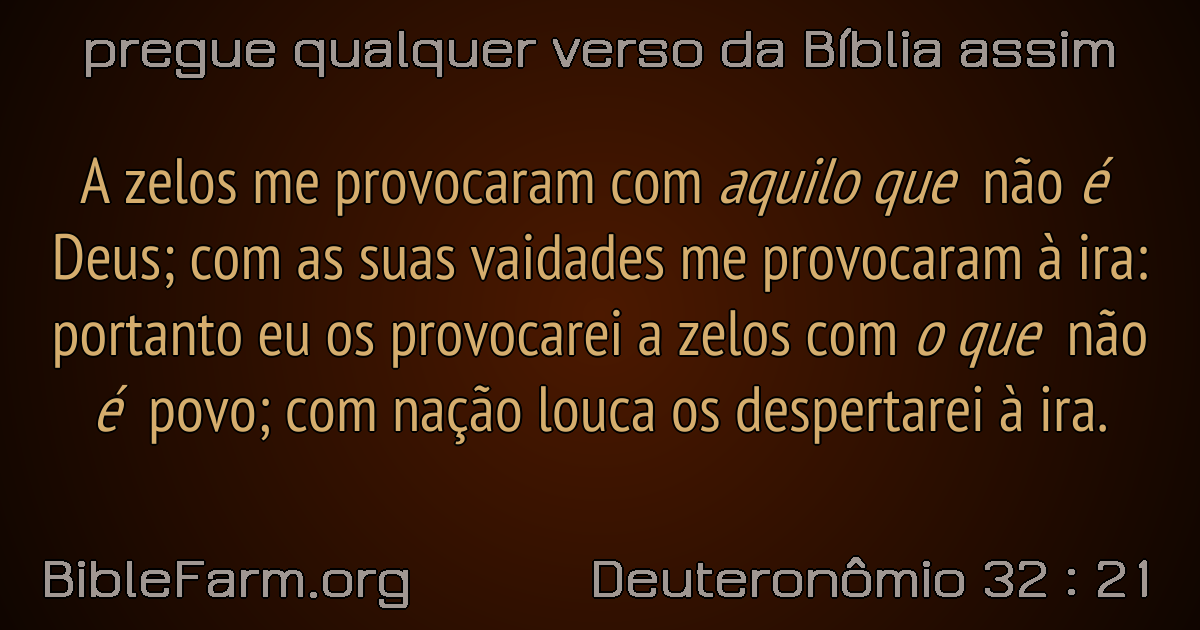 pregue qualquer verso da Bíblia assim
A zelos me provocaram com aquilo que não é
Deus; com as suas vaidades me provocaram à ira:
portanto eu os provocarei a zelos com o que não
é povo; com nação louca os despertarei à ira.
BibleFarm.org
Deuteronômio 32 : 21